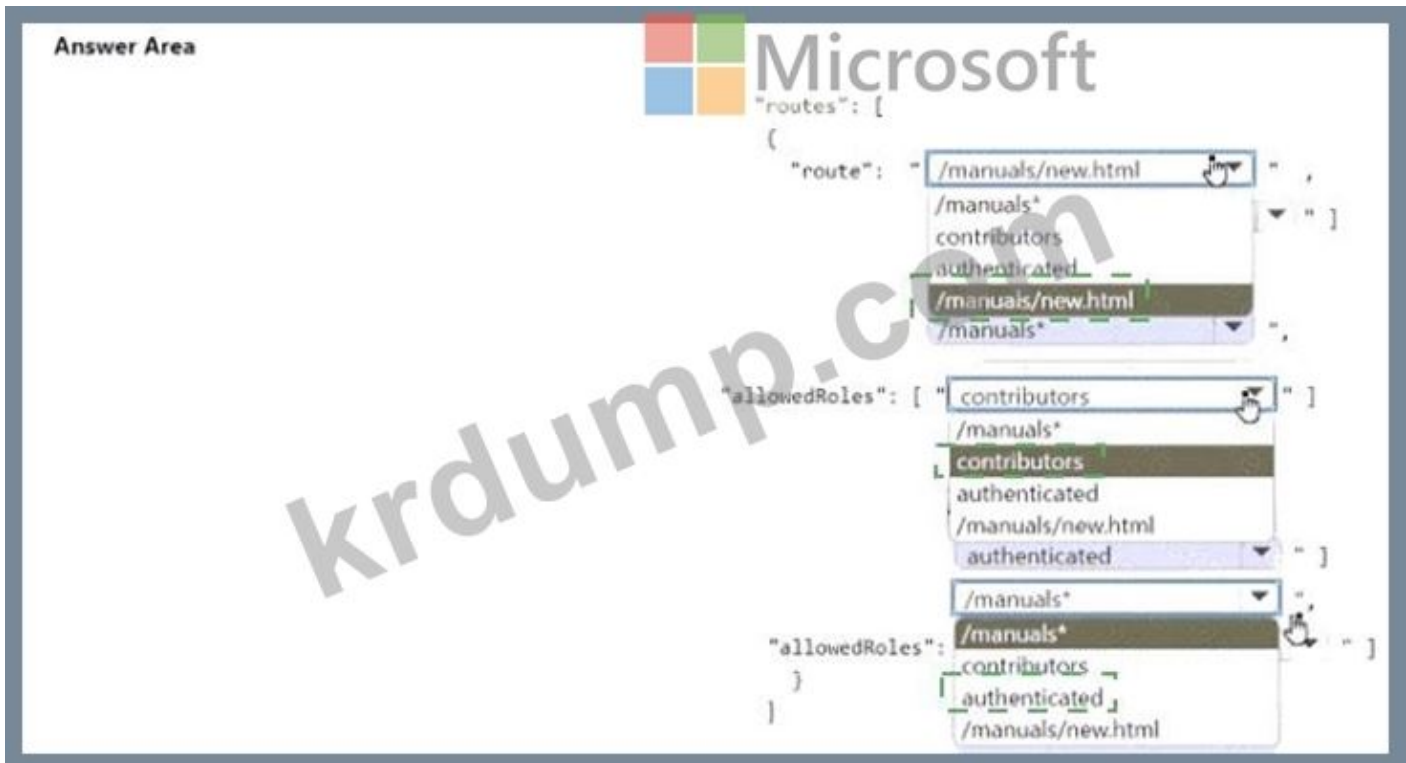 Answer Area
Microsoft
"routes": [
{
"route": " /manuals/new.html " ,
/manuals*
" ]
contributors
authenticated
/manuals/new.html
/manuals* ",
"allowedRoles": [ " contributors " ]
/manuals*
contributors
authenticated
/manuals/new.html
authenticated " ]
/manuals* ",
/manuals*
"allowedRoles": " ]
contributors
}
authenticated
]
/manuals/new.html
krdump.com